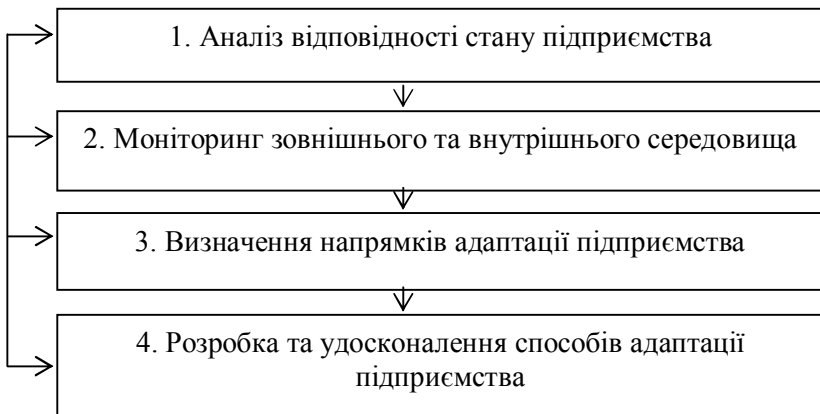 1. Аналіз відповідності стану підприємства
2. Моніторинг зовнішнього та внутрішнього середовища
3. Визначення напрямків адаптації підприємства
4. Розробка та удосконалення способів адаптації
підприємства